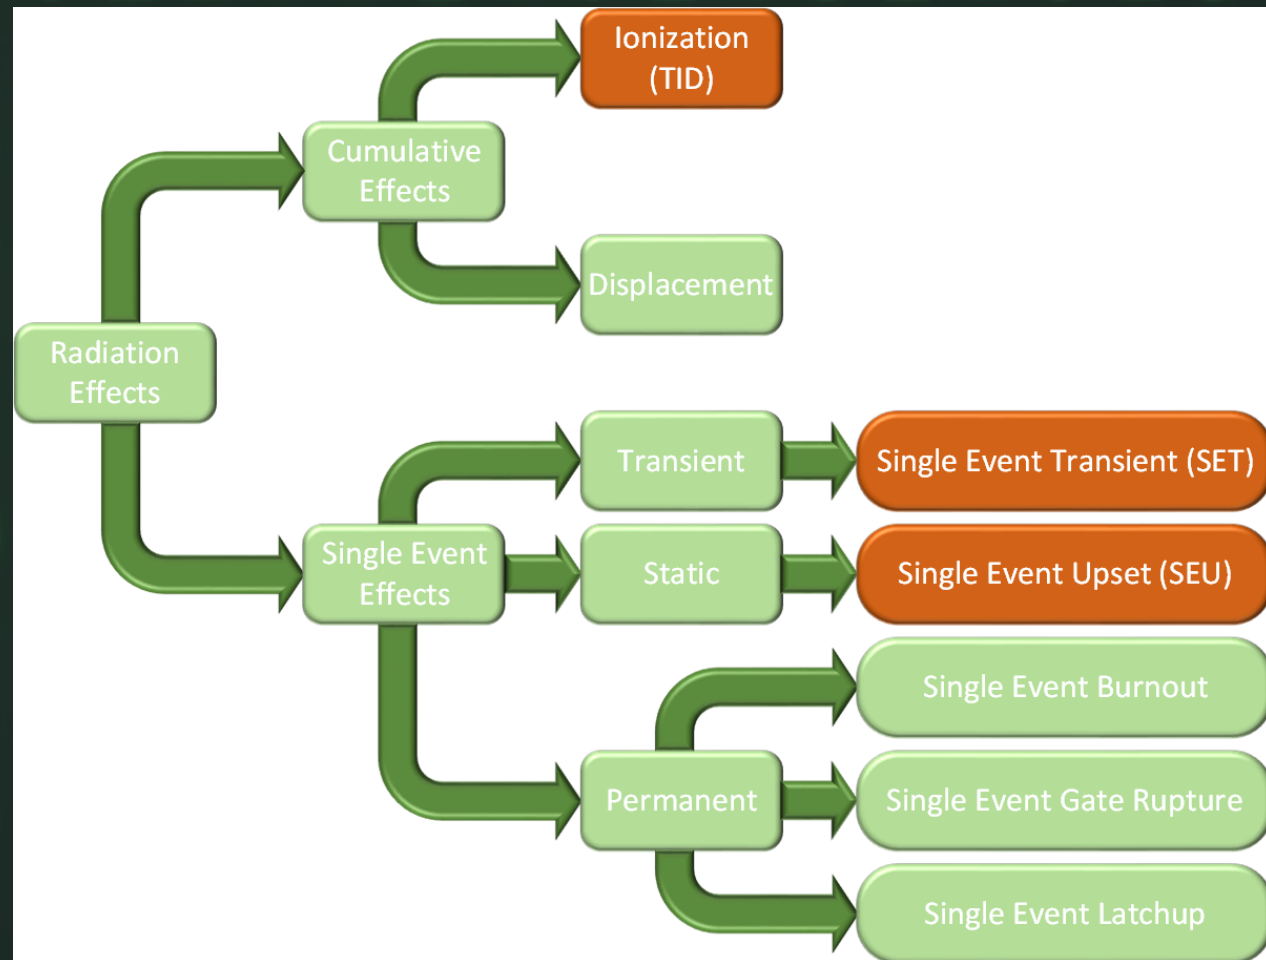 Ionization
(TID)
Cumulative
Effects
Displacement
Radiation
Effects
Transient
Single Event Transient (SET)
Single Event
Effects
Static
Single Event Upset (SEU)
Single Event Burnout
Permanent
Single Event Gate Rupture
Single Event Latchup